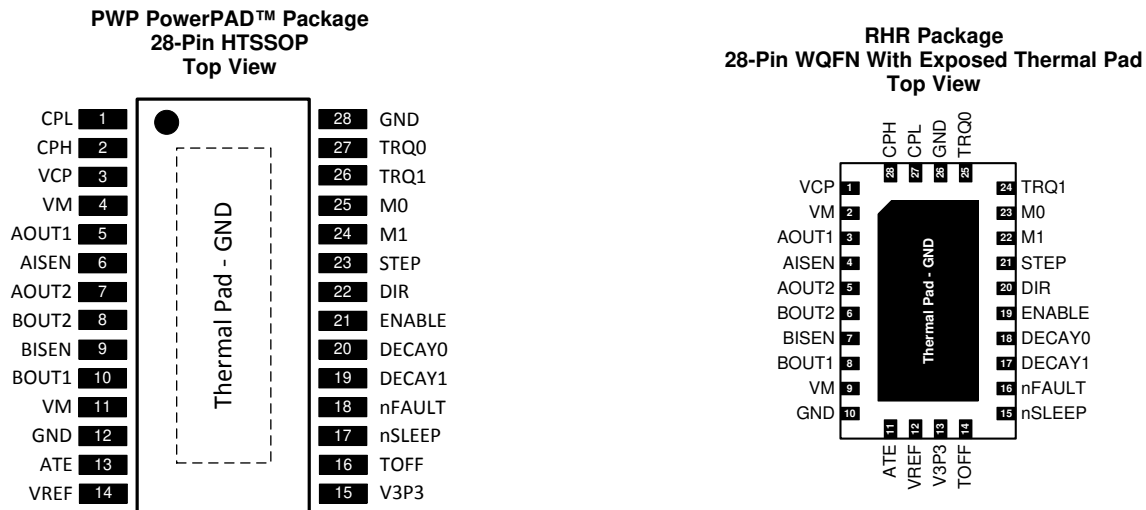 PWP PowerPAD™ Package
28-Pin HTSSOP
Top View
CPL 1
CPH 2
VCP 3
VM 4
AOUT1 5
AISEN 6
AOUT2 7
BOUT2 8
BISEN 9
BOUT1 10
VM 11
GND 12
ATE 13
VREF 14
Thermal Pad - GND
28 GND
27 TRQ0
26 TRQ1
25 M0
24 M1
23 STEP
22 DIR
21 ENABLE
20 DECAY0
19 DECAY1
18 nFAULT
17 nSLEEP
16 TOFF
15 V3P3
RHR Package
28-Pin WQFN With Exposed Thermal Pad
Top View
CPH 28
CPL 27
GND 26
TRQ0 25
VCP 1
VM 2
AOUT1 3
AISEN 4
AOUT2 5
BOUT2 6
BISEN 7
BOUT1 8
VM 9
GND 10
Thermal Pad - GND
24 TRQ1
23 M0
22 M1
21 STEP
20 DIR
19 ENABLE
18 DECAY0
17 DECAY1
16 nFAULT
15 nSLEEP
ATE 11
VREF 12
V3P3 13
TOFF 14